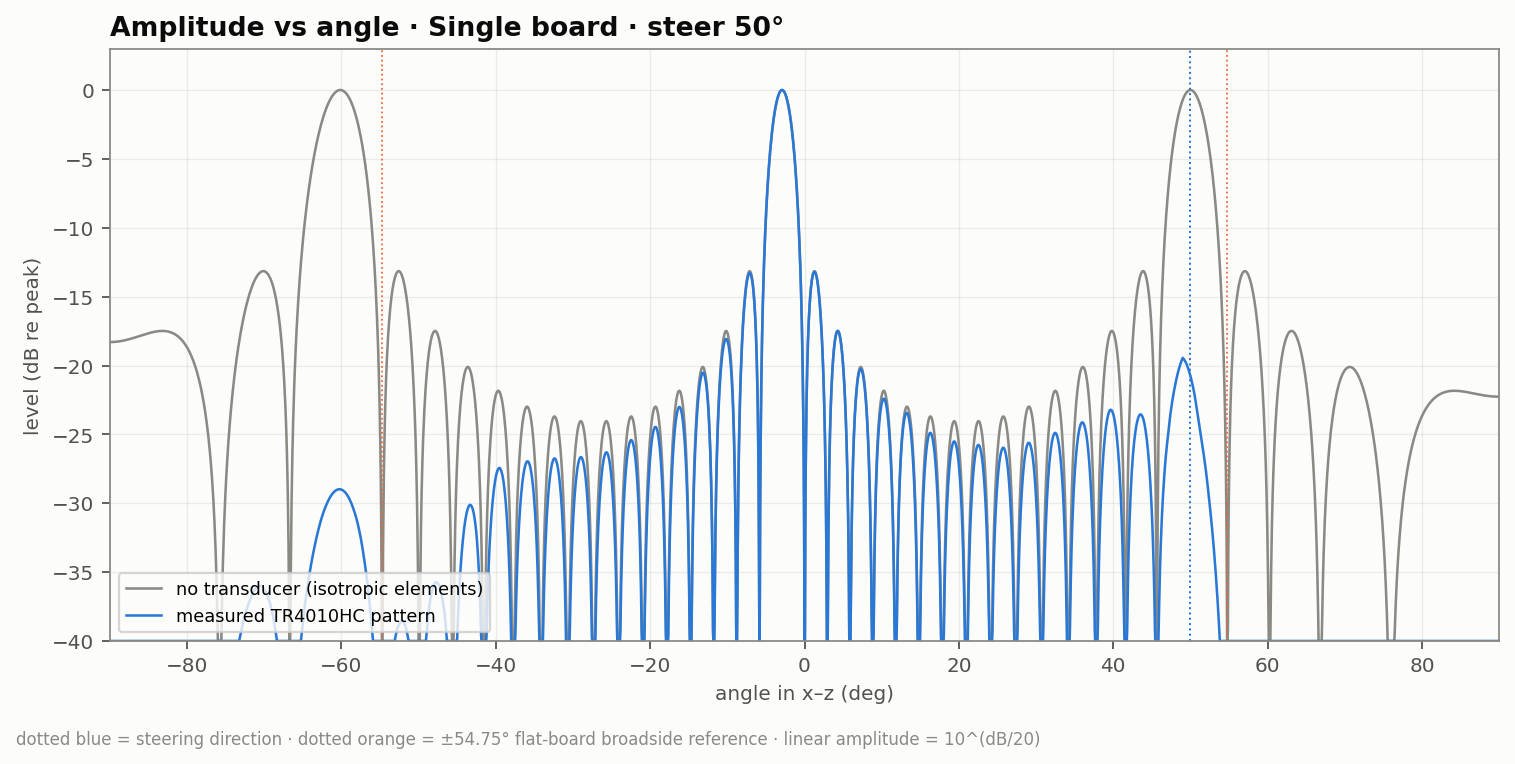 Amplitude vs angle · Single board · steer 50°
level (dB re peak)
0
−5
−10
−15
−20
−25
−30
−35
−40
no transducer (isotropic elements)
measured TR4010HC pattern
−80 −60 −40 −20 0 20 40 60 80
angle in x–z (deg)
dotted blue = steering direction · dotted orange = ±54.75° flat-board broadside reference · linear amplitude = 10^(dB/20)